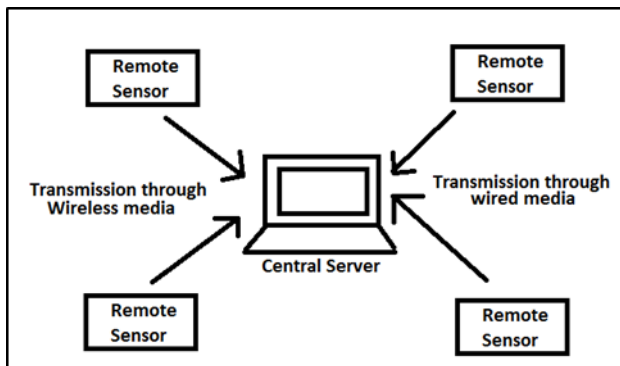 Remote
Sensor
Remote
Sensor
Transmission through
Wireless media
Transmission through
wired media
Central Server
Remote
Sensor
Remote
Sensor